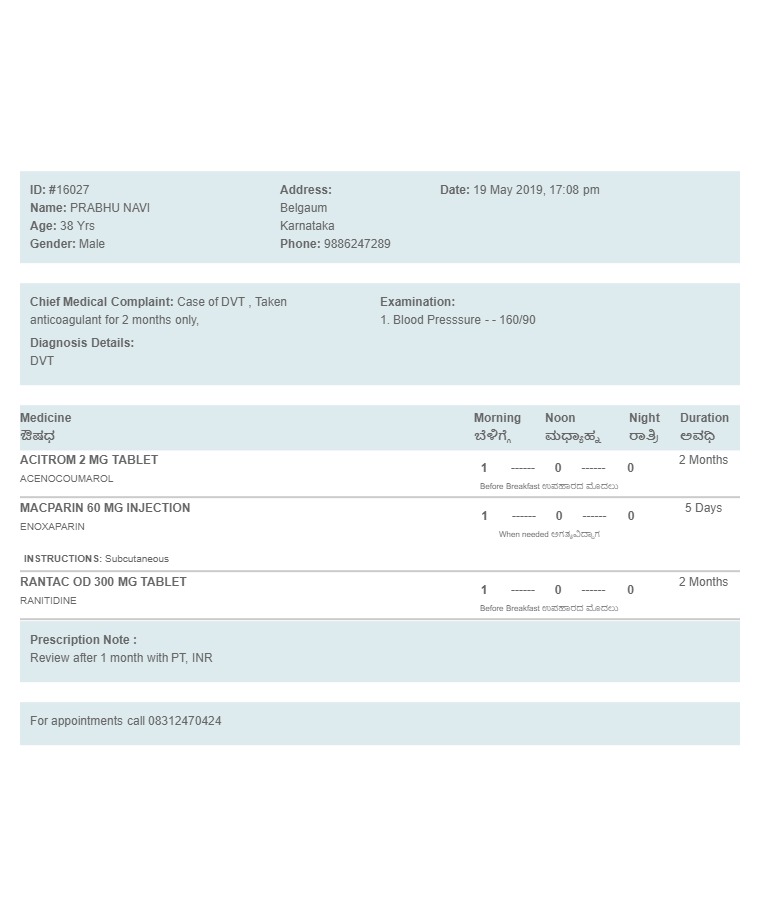 ID: #16027
Name: PRABHU NAVI
Age: 38 Yrs
Gender: Male
Address:
Belgaum
Karnataka
Phone: 9886247289
Date: 19 May 2019, 17:08 pm
Chief Medical Complaint: Case of DVT , Taken
anticoagulant for 2 months only,
Diagnosis Details:
DVT
Examination:
1. Blood Presssure - - 160/90
Medicine Morning Noon Night Duration
ಔಷಧ ಬೆಳಿಗ್ಗೆ ಮಧ್ಯಾಹ್ನ ರಾತ್ರಿ ಅವಧಿ
ACITROM 2 MG TABLET 1 ------ 0 ------ 0 2 Months
ACENOCOUMAROL
Before Breakfast ಉಪಹಾರದ ಮೊದಲು
MACPARIN 60 MG INJECTION 1 ------ 0 ------ 0 5 Days
ENOXAPARIN
When needed ಅಗತ್ಯವಿದ್ದಾಗ
INSTRUCTIONS: Subcutaneous
RANTAC OD 300 MG TABLET 1 ------ 0 ------ 0 2 Months
RANITIDINE
Before Breakfast ಉಪಹಾರದ ಮೊದಲು
Prescription Note :
Review after 1 month with PT, INR
For appointments call 08312470424